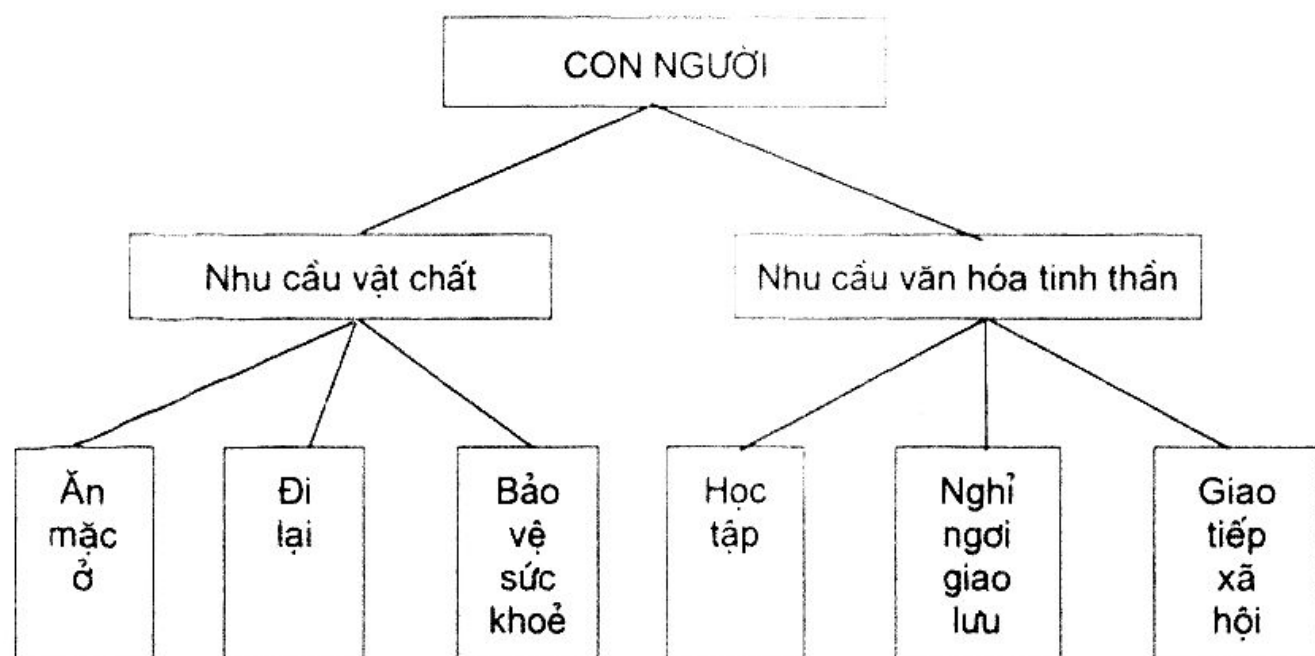 CON NGƯỜI
Nhu cầu vật chất
Nhu cầu văn hóa tinh thần
Ăn
mặc
ở
Đi
lại
Bảo
vệ
sức
khoẻ
Học
tập
Nghỉ
ngơi
giao
lưu
Giao
tiếp
xã
hội